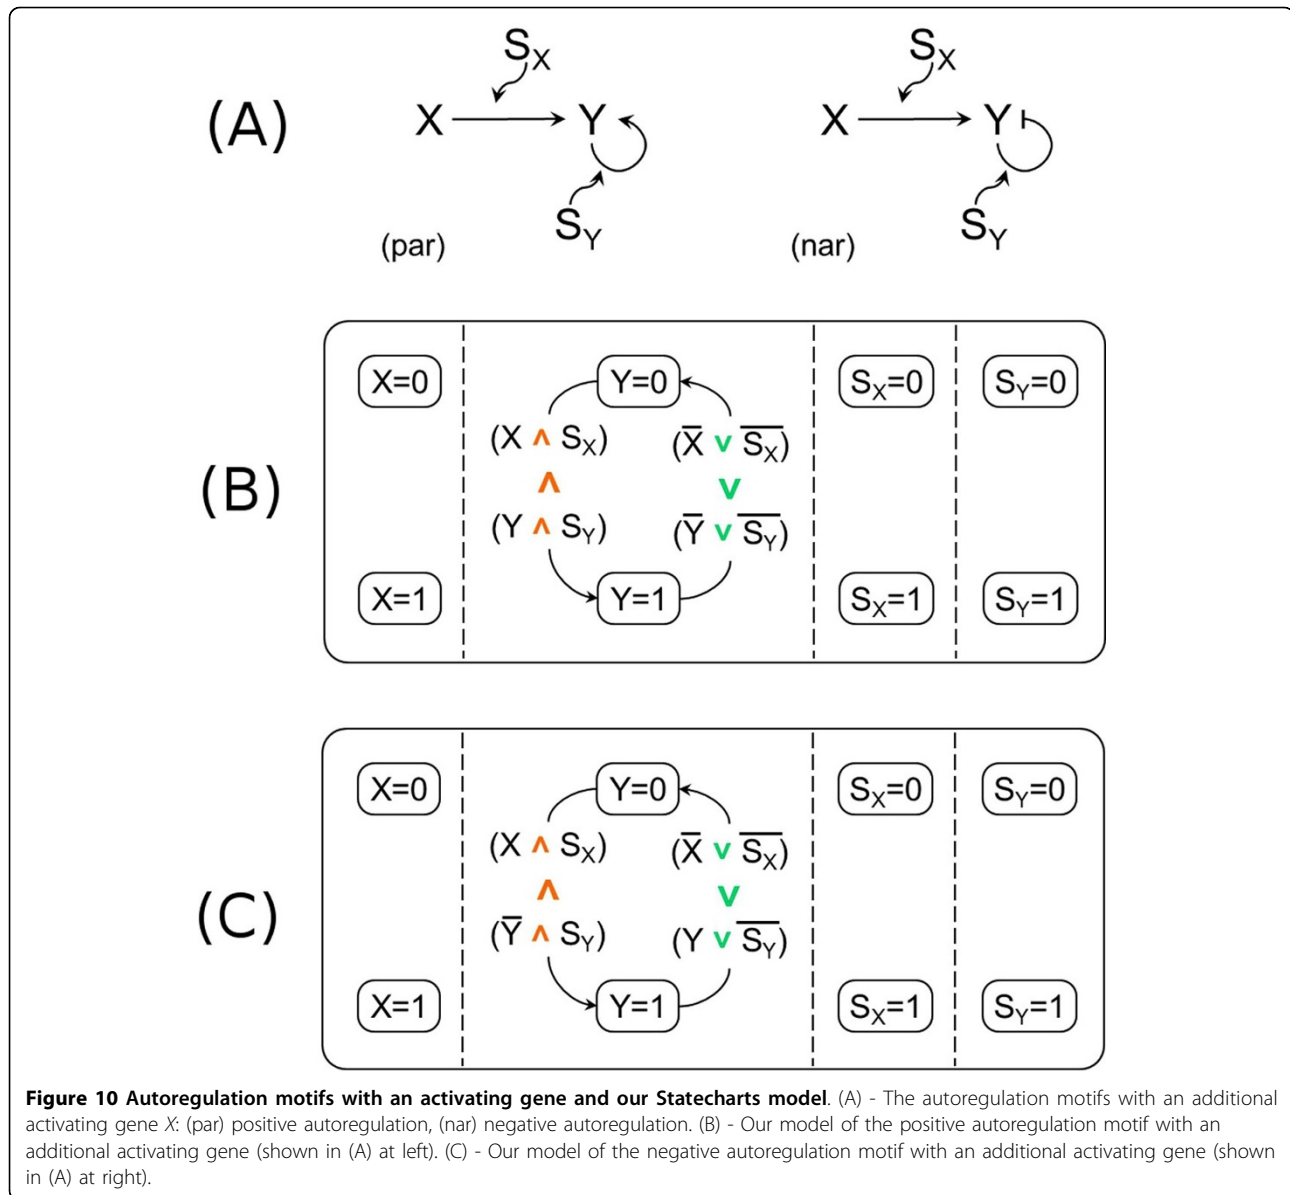 S_X S_X
(A) X Y X Y
S_Y S_Y
(par) (nar)
X=0 Y=0 S_X=0 S_Y=0
(X ∧ S_X) (X̅ ∨ S̅_X̅)
(B) ∧ ∨
(Y ∧ S_Y) (Y̅ ∨ S̅_Y̅)
X=1 Y=1 S_X=1 S_Y=1
X=0 Y=0 S_X=0 S_Y=0
(X ∧ S_X) (X̅ ∨ S̅_X̅)
(C) ∧ ∨
(Y̅ ∧ S_Y) (Y ∨ S̅_Y̅)
X=1 Y=1 S_X=1 S_Y=1
Figure 10 Autoregulation motifs with an activating gene and our Statecharts model. (A) - The autoregulation motifs with an additional
activating gene X: (par) positive autoregulation, (nar) negative autoregulation. (B) - Our model of the positive autoregulation motif with an
additional activating gene (shown in (A) at left). (C) - Our model of the negative autoregulation motif with an additional activating gene (shown
in (A) at right).